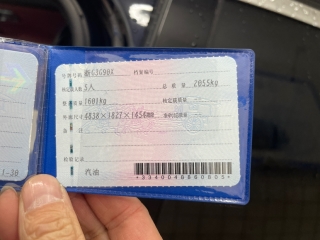 号牌号码 档案编号
核定载人数 5人 总质量 2055kg
整备质量 1601kg 核定载质量
外廓尺寸 4838×1827×1454mm 准牵引总质量
备注
检验记录
汽油